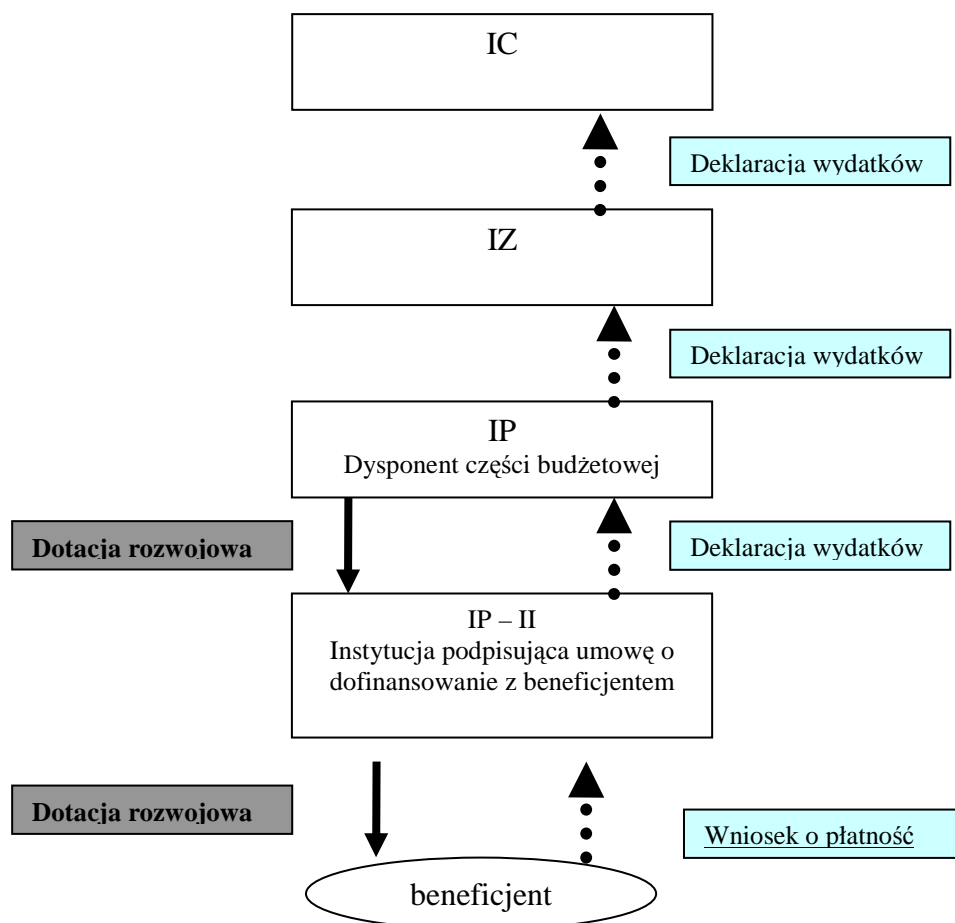 IC
Deklaracja wydatków
IZ
Deklaracja wydatków
IP
Dysponent części budżetowej
Dotacja rozwojowa
Deklaracja wydatków
IP – II
Instytucja podpisująca umowę o
dofinansowanie z beneficjentem
Dotacja rozwojowa
Wniosek o płatność
beneficjent